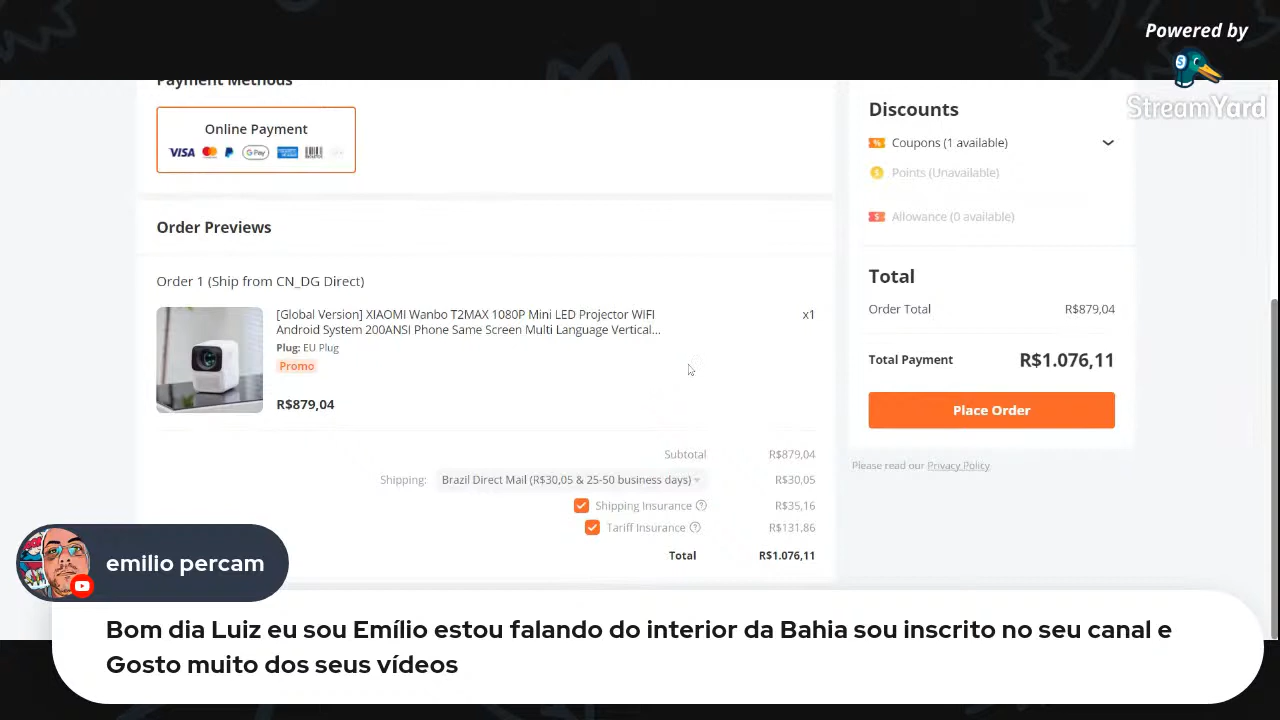 Powered by
StreamYard
Payment Methods
Online Payment
VISA G Pay
Order Previews
Order 1 (Ship from CN_DG Direct)
[Global Version] XIAOMI Wanbo T2MAX 1080P Mini LED Projector WIFI x1
Android System 200ANSI Phone Same Screen Multi Language Vertical...
Plug: EU Plug
Promo
R$879,04
Subtotal R$879,04
Shipping: Brazil Direct Mail (R$30,05 & 25-50 business days) R$30,05
Shipping Insurance ? R$35,16
Tariff Insurance ? R$131,86
Total R$1.076,11
Discounts
Coupons (1 available)
Points (Unavailable)
Allowance (0 available)
Total
Order Total R$879,04
Total Payment R$1.076,11
Place Order
Please read our Privacy Policy
emilio percam
Bom dia Luiz eu sou Emílio estou falando do interior da Bahia sou inscrito no seu canal e
Gosto muito dos seus vídeos